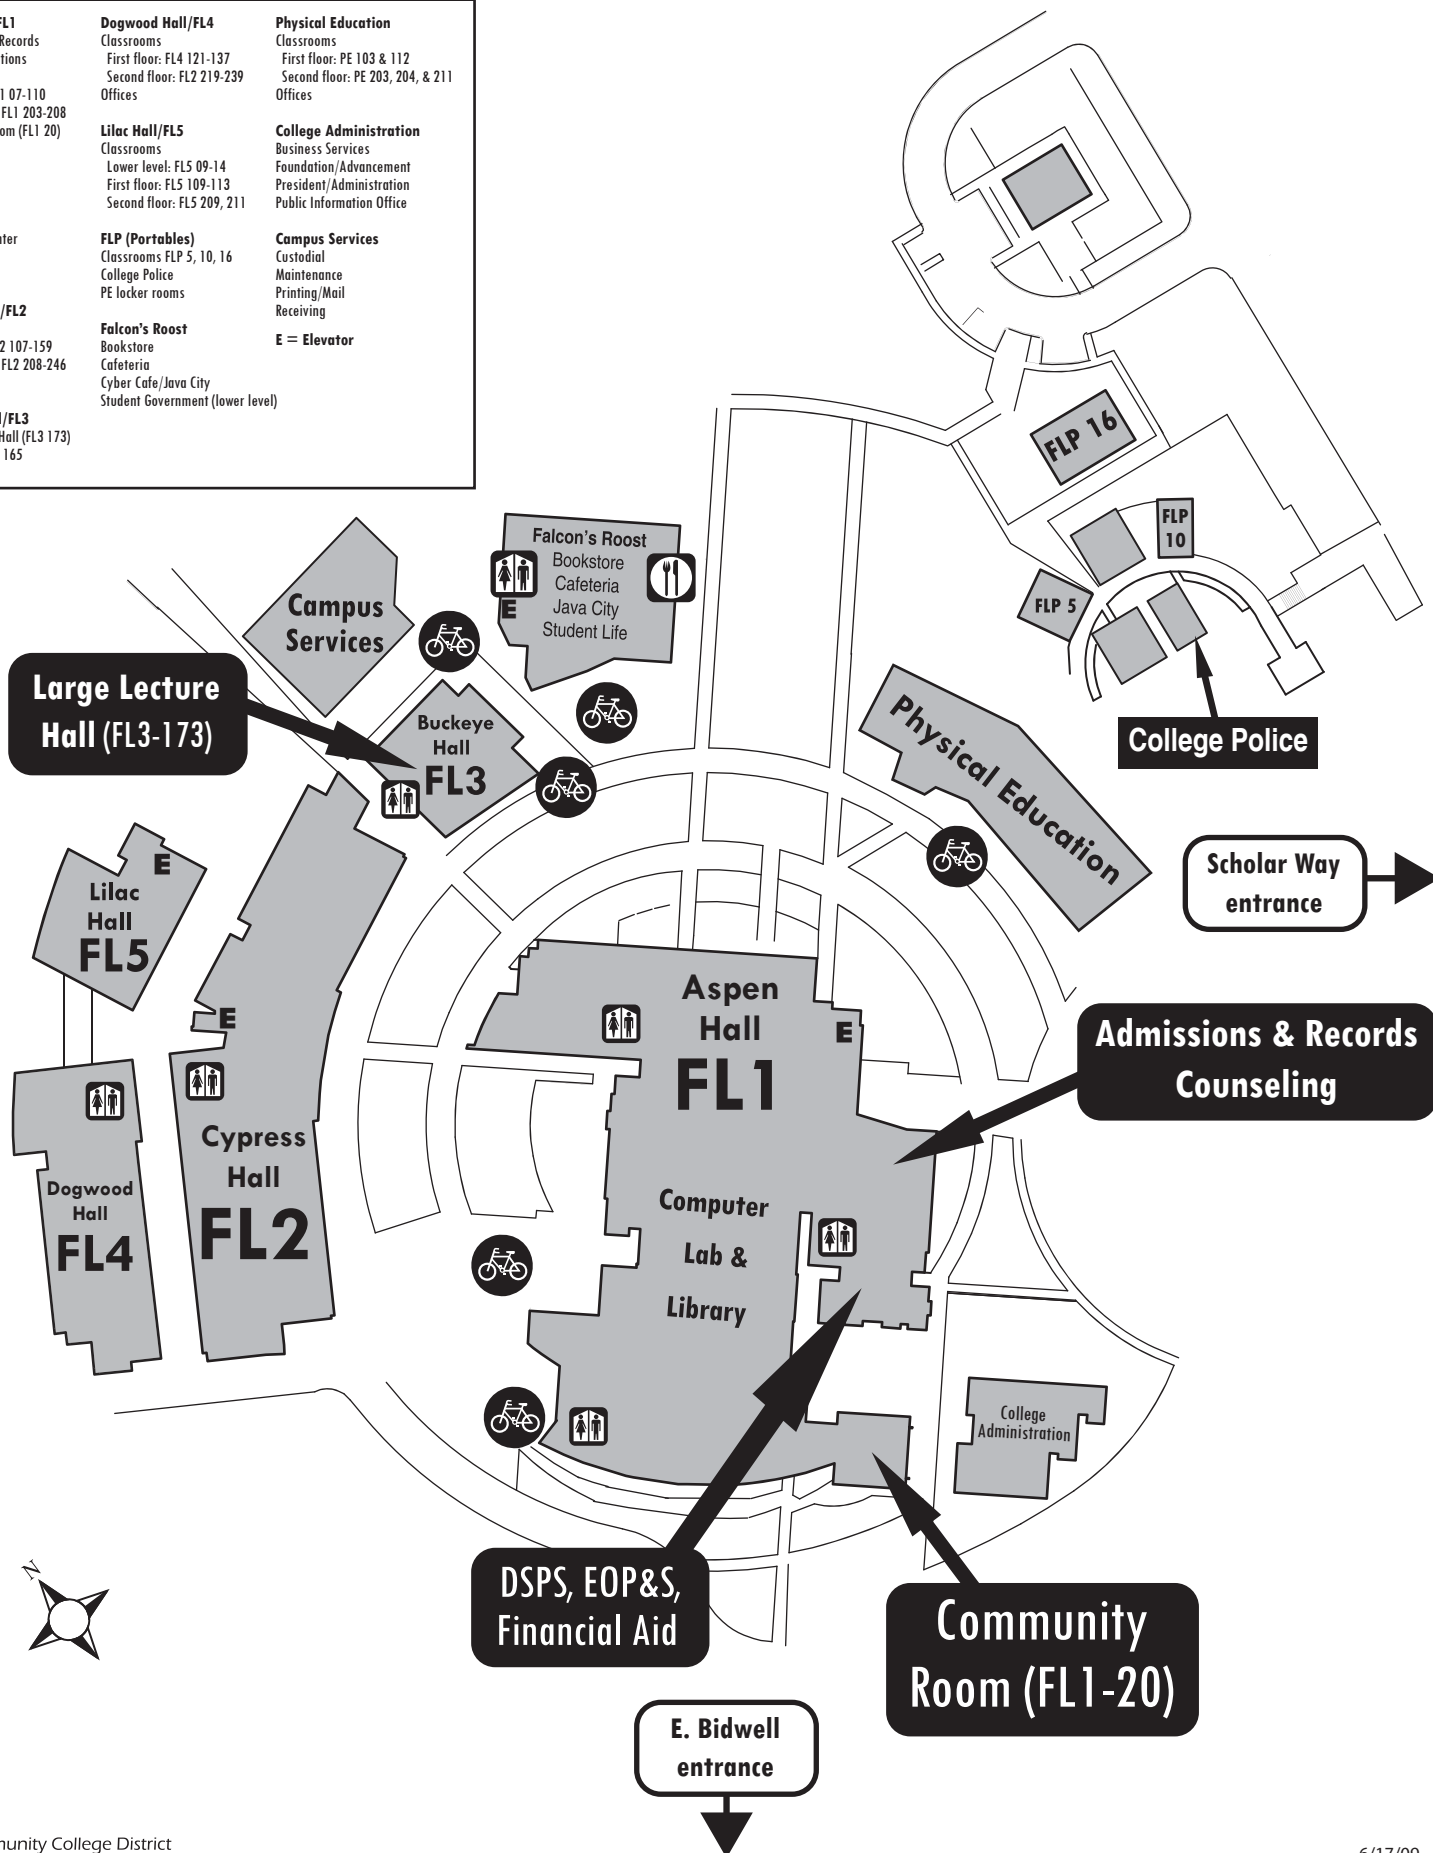 FL1
Records
tions
1 07-110
FL1 203-208
om (FL1 20)
nter
/FL2
2 107-159
FL2 208-246
l/FL3
Hall (FL3 173)
165
Dogwood Hall/FL4
Classrooms
First floor: FL4 121-137
Second floor: FL2 219-239
Offices
Lilac Hall/FL5
Classrooms
Lower level: FL5 09-14
First floor: FL5 109-113
Second floor: FL5 209, 211
FLP (Portables)
Classrooms FLP 5, 10, 16
College Police
PE locker rooms
Falcon's Roost
Bookstore
Cafeteria
Cyber Cafe/Java City
Student Government (lower level)
Physical Education
Classrooms
First floor: PE 103 & 112
Second floor: PE 203, 204, & 211
Offices
College Administration
Business Services
Foundation/Advancement
President/Administration
Public Information Office
Campus Services
Custodial
Maintenance
Printing/Mail
Receiving
E = Elevator
FLP 16
FLP
10
FLP 5
College Police
Falcon's Roost
Bookstore
Cafeteria
Java City
Student Life
E
Campus
Services
Large Lecture
Hall (FL3-173)
Buckeye
Hall
FL3
Physical Education
Scholar Way
entrance
E
Lilac
Hall
FL5
E
Aspen
Hall
FL1
E
Admissions & Records
Counseling
Cypress
Hall
FL2
Dogwood
Hall
FL4
Computer
Lab &
Library
College
Administration
N
DSPS, EOP&S,
Financial Aid
Community
Room (FL1-20)
E. Bidwell
entrance
munity College District
6/17/09